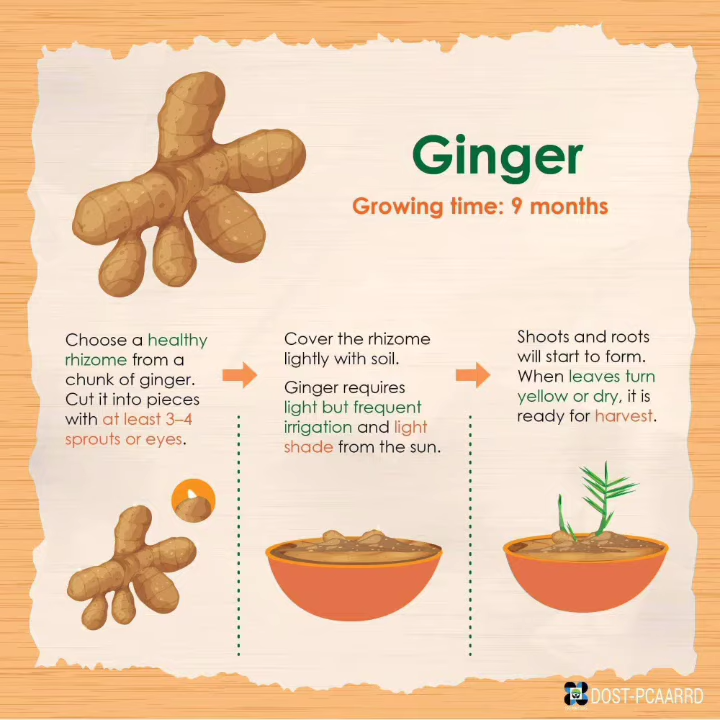 Ginger
Growing time: 9 months
Choose a healthy
rhizome from a
chunk of ginger.
Cut it into pieces
with at least 3–4
sprouts or eyes.
Cover the rhizome
lightly with soil.
Ginger requires
light but frequent
irrigation and light
shade from the sun.
Shoots and roots
will start to form.
When leaves turn
yellow or dry, it is
ready for harvest.
DOST-PCAARRD